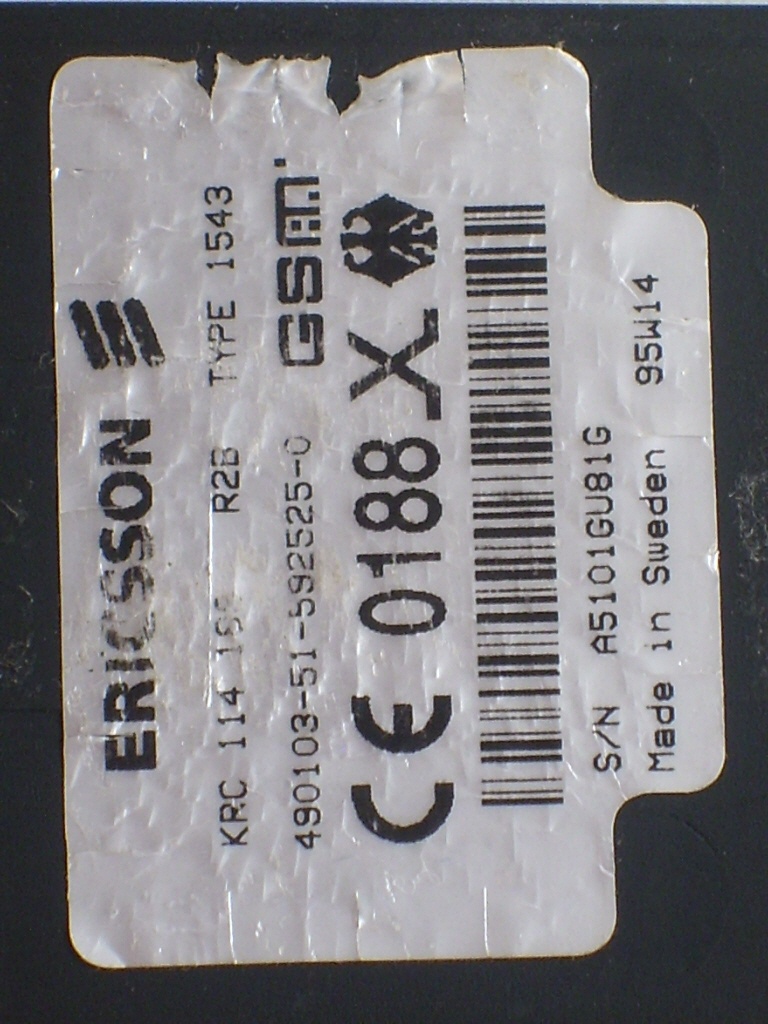 ERICSSON
KRC 114 R2B TYPE 1543
490103-51-592525-0 GSM
CE 0188 X
S/N A5101GU81G
Made in Sweden 95W14